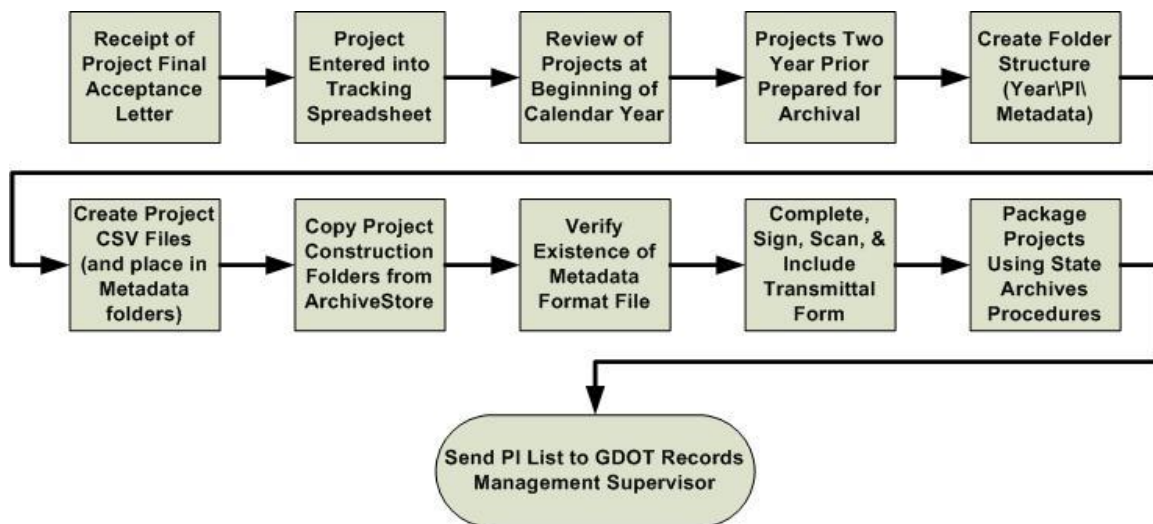 Receipt of
Project Final
Acceptance
Letter
Project
Entered into
Tracking
Spreadsheet
Review of
Projects at
Beginning of
Calendar Year
Projects Two
Year Prior
Prepared for
Archival
Create Folder
Structure
(Year\PI\
Metadata)
Create Project
CSV Files
(and place in
Metadata
folders)
Copy Project
Construction
Folders from
ArchiveStore
Verify
Existence of
Metadata
Format File
Complete,
Sign, Scan, &
Include
Transmittal
Form
Package
Projects
Using State
Archives
Procedures
Send PI List to GDOT Records
Management Supervisor